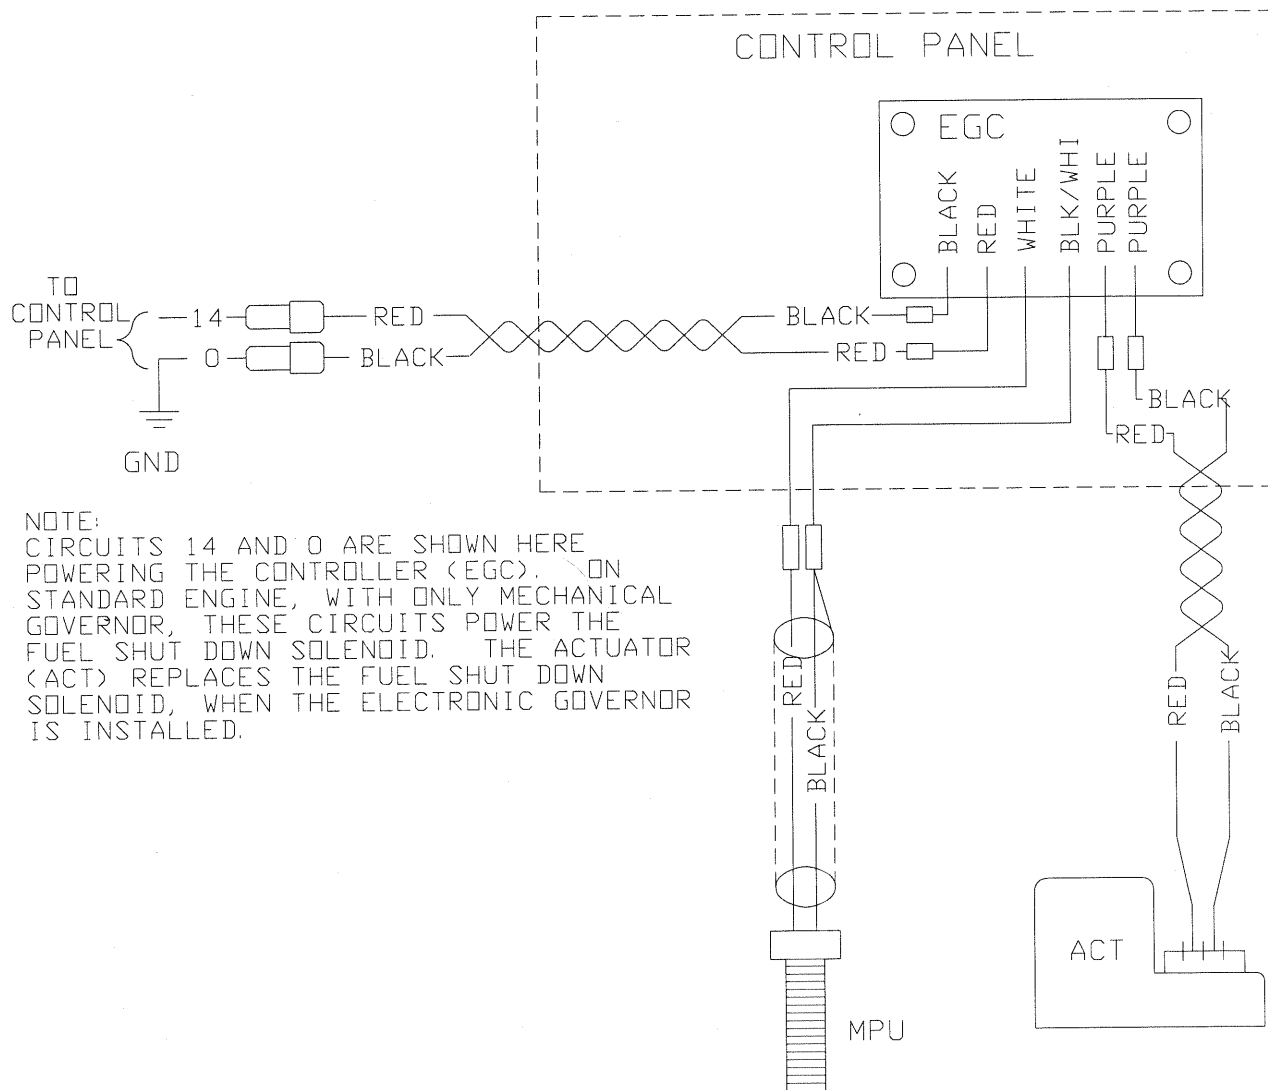 CONTROL PANEL
EGC
BLACK
RED
WHITE
BLK/WHI
PURPLE
PURPLE
TO
CONTROL
PANEL
14
RED
BLACK
0
BLACK
RED
GND
BLACK
RED
NOTE:
CIRCUITS 14 AND 0 ARE SHOWN HERE
POWERING THE CONTROLLER (EGC). ON
STANDARD ENGINE, WITH ONLY MECHANICAL
GOVERNOR, THESE CIRCUITS POWER THE
FUEL SHUT DOWN SOLENOID. THE ACTUATOR
(ACT) REPLACES THE FUEL SHUT DOWN
SOLENOID, WHEN THE ELECTRONIC GOVERNOR
IS INSTALLED.
RED
BLACK
RED
BLACK
ACT
MPU